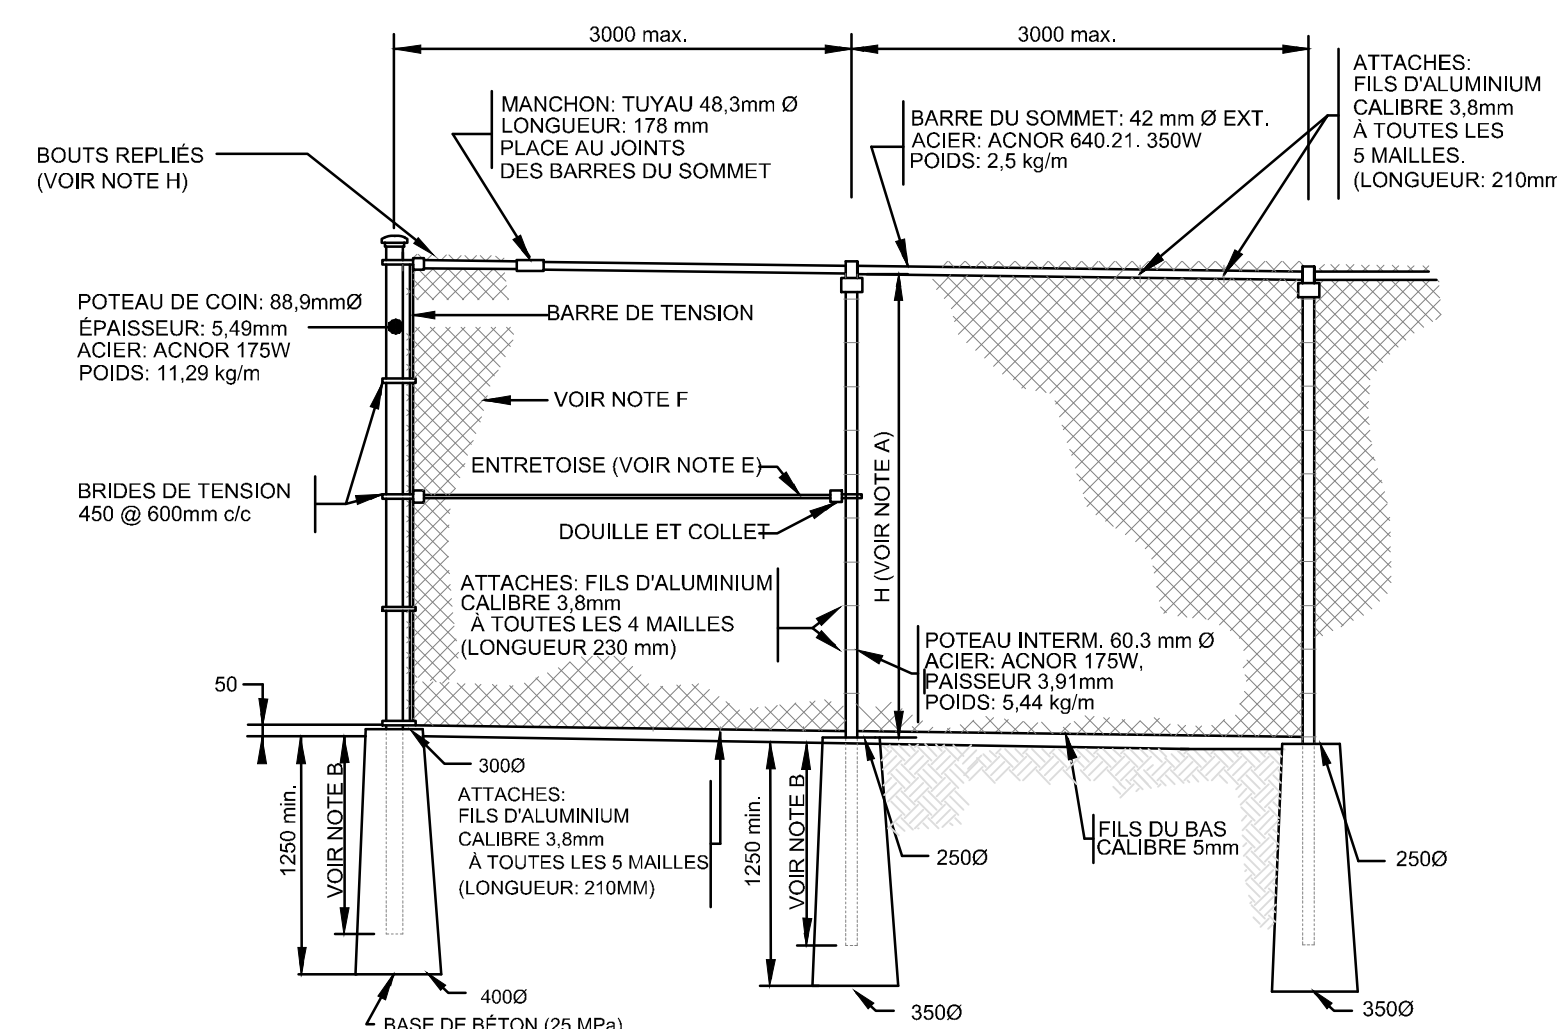 3000 max.
3000 max.
ATTACHES:
FILS D'ALUMINIUM
CALIBRE 3,8mm
À TOUTES LES
5 MAILLES.
(LONGUEUR: 210mm
MANCHON: TUYAU 48,3mm Ø
LONGUEUR: 178 mm
PLACE AU JOINTS
DES BARRES DU SOMMET
BARRE DU SOMMET: 42 mm Ø EXT.
ACIER: ACNOR 640.21. 350W
POIDS: 2,5 kg/m
BOUTS REPLIÉS
(VOIR NOTE H)
POTEAU DE COIN: 88,9mmØ
ÉPAISSEUR: 5,49mm
ACIER: ACNOR 175W
POIDS: 11,29 kg/m
BARRE DE TENSION
VOIR NOTE F
ENTRETOISE (VOIR NOTE E)
BRIDES DE TENSION
450 @ 600mm c/c
DOUILLE ET COLLET
H (VOIR NOTE A)
ATTACHES: FILS D'ALUMINIUM
CALIBRE 3,8mm
À TOUTES LES 4 MAILLES
(LONGUEUR 230 mm)
POTEAU INTERM. 60.3 mm Ø
ACIER: ACNOR 175W,
PAISSEUR 3,91mm
POIDS: 5,44 kg/m
50
300Ø
1250 min.
VOIR NOTE B
ATTACHES:
FILS D'ALUMINIUM
CALIBRE 3,8mm
À TOUTES LES 5 MAILLES
(LONGUEUR: 210MM)
1250 min.
VOIR NOTE B
250Ø
FILS DU BAS
CALIBRE 5mm
250Ø
400Ø
350Ø
350Ø
BASE DE BÉTON (25 MPa)